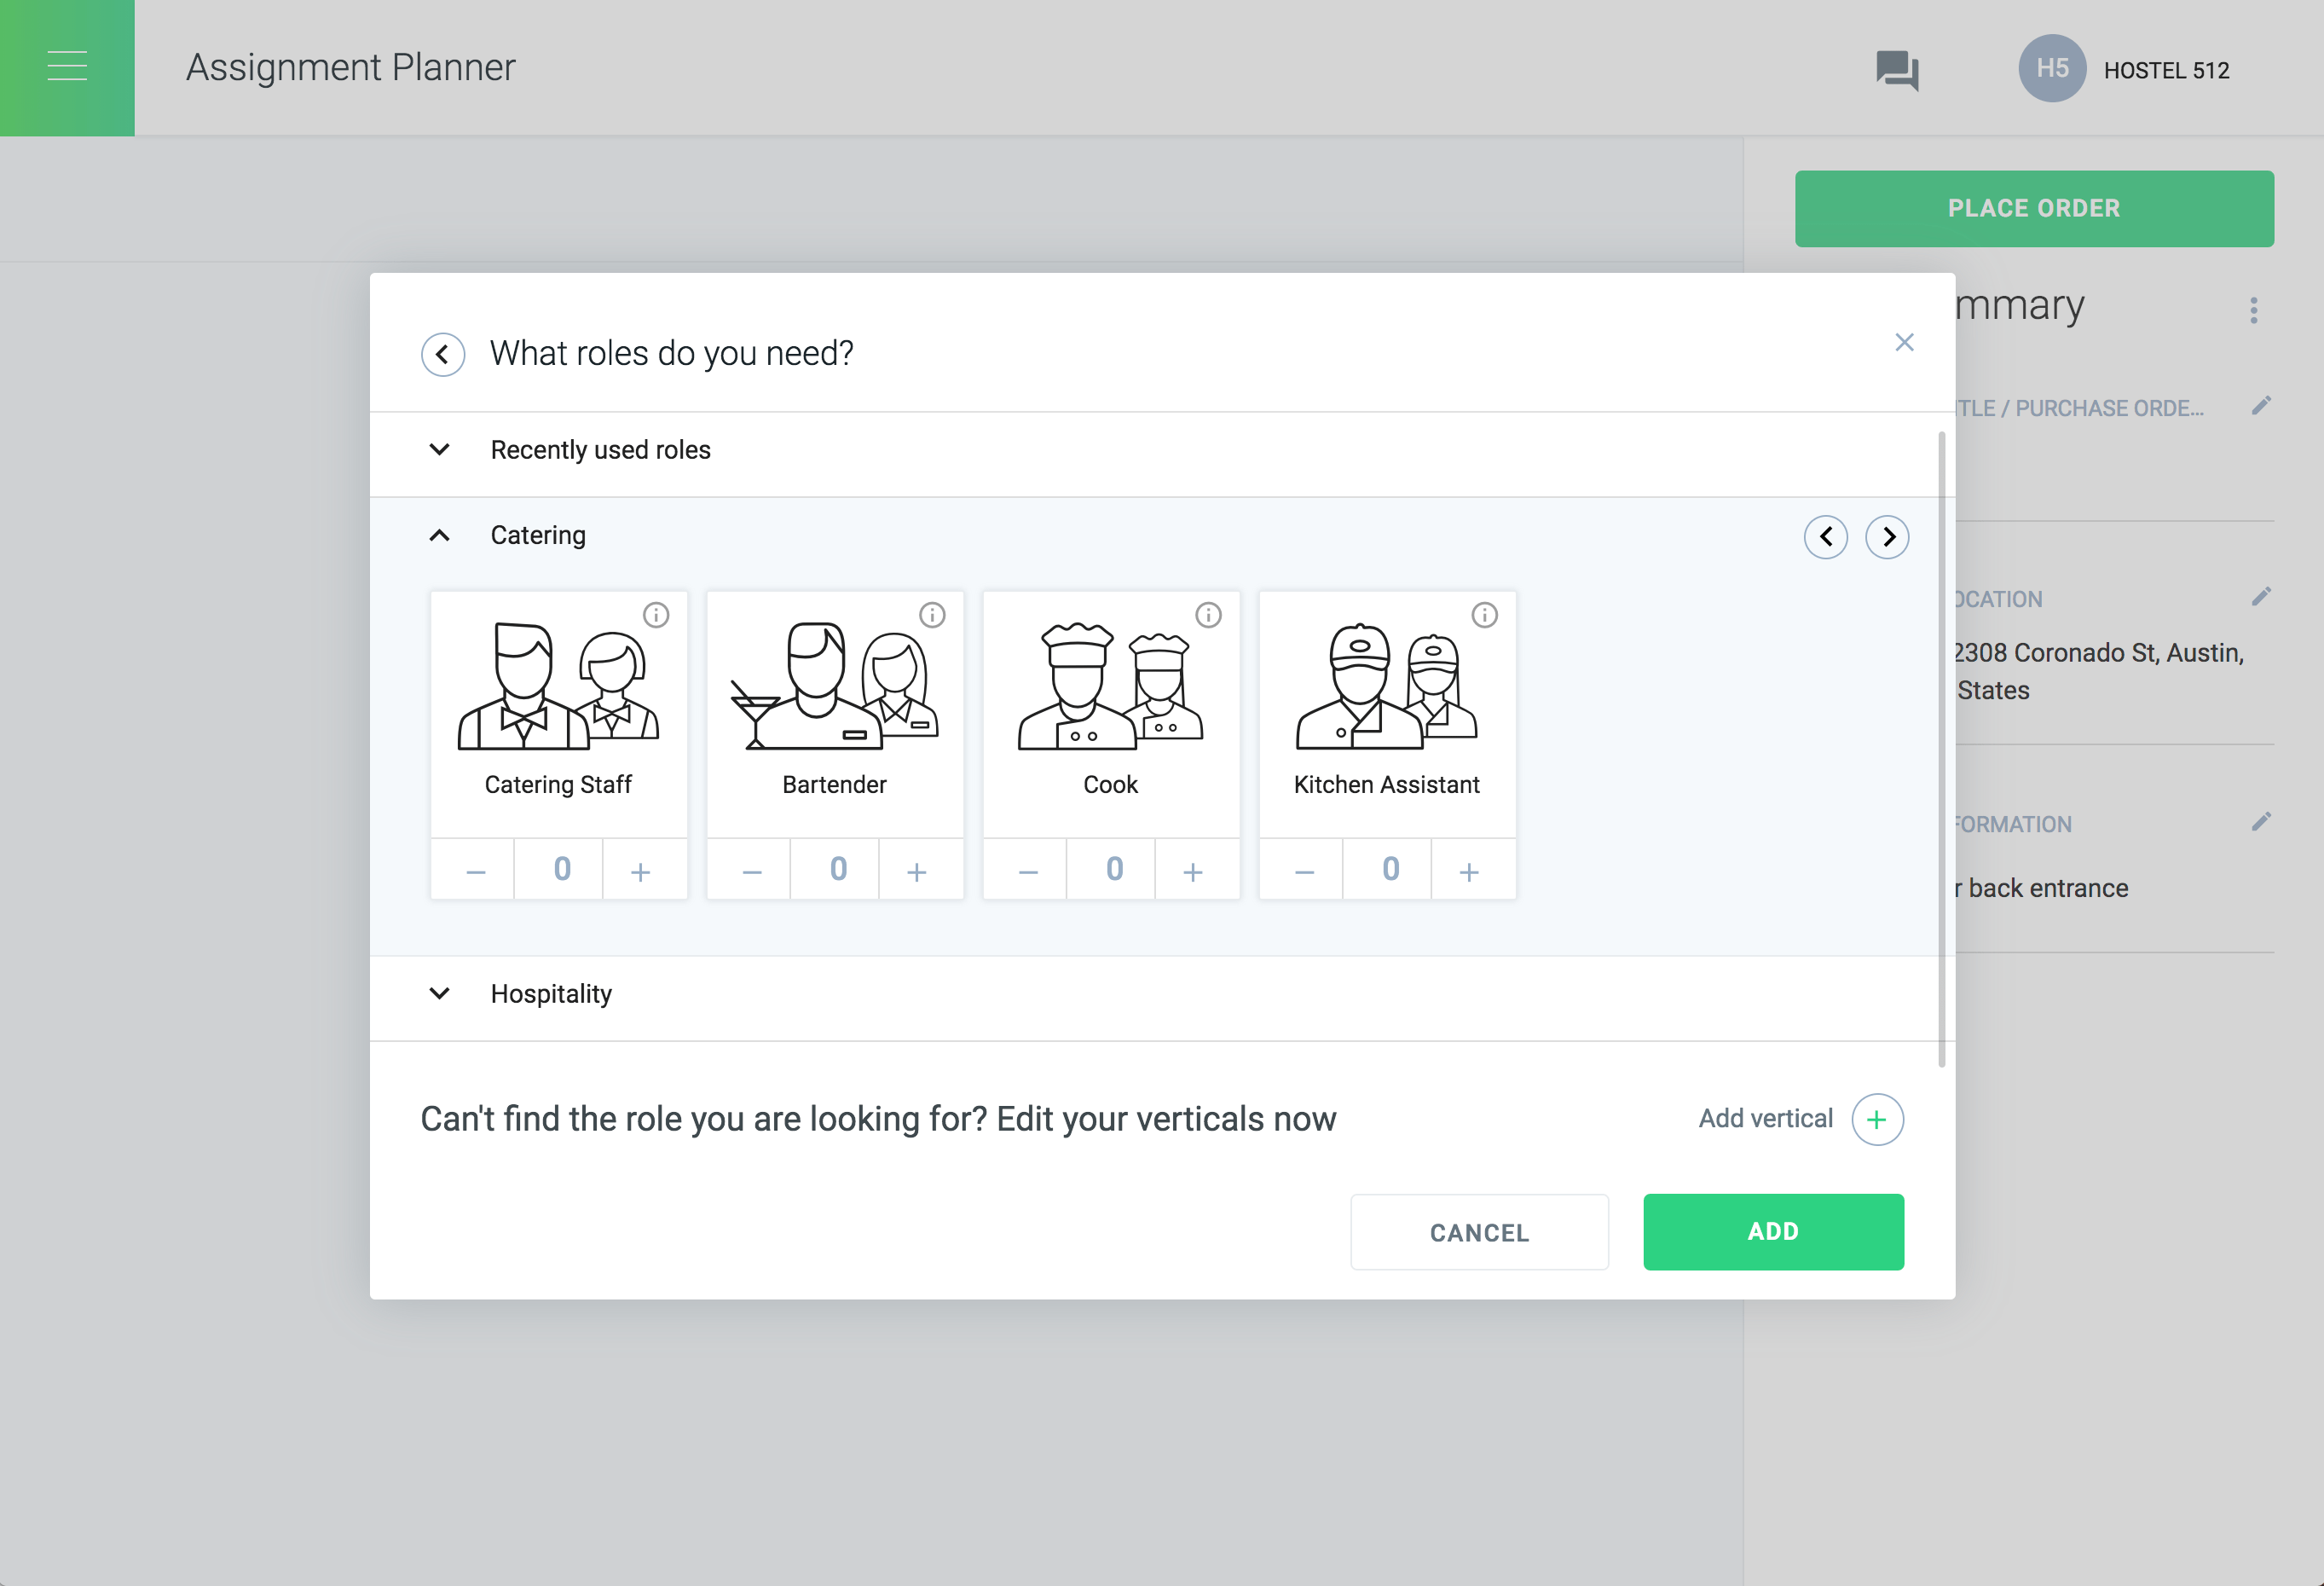 Assignment Planner
H5 HOSTEL 512
PLACE ORDER
mmary
What roles do you need?
TLE / PURCHASE ORDE...
Recently used roles
Catering
OCATION
2308 Coronado St, Austin,
States
Catering Staff
Bartender
Cook
Kitchen Assistant
FORMATION
0
0
0
0
r back entrance
Hospitality
Can't find the role you are looking for? Edit your verticals now
Add vertical
CANCEL
ADD